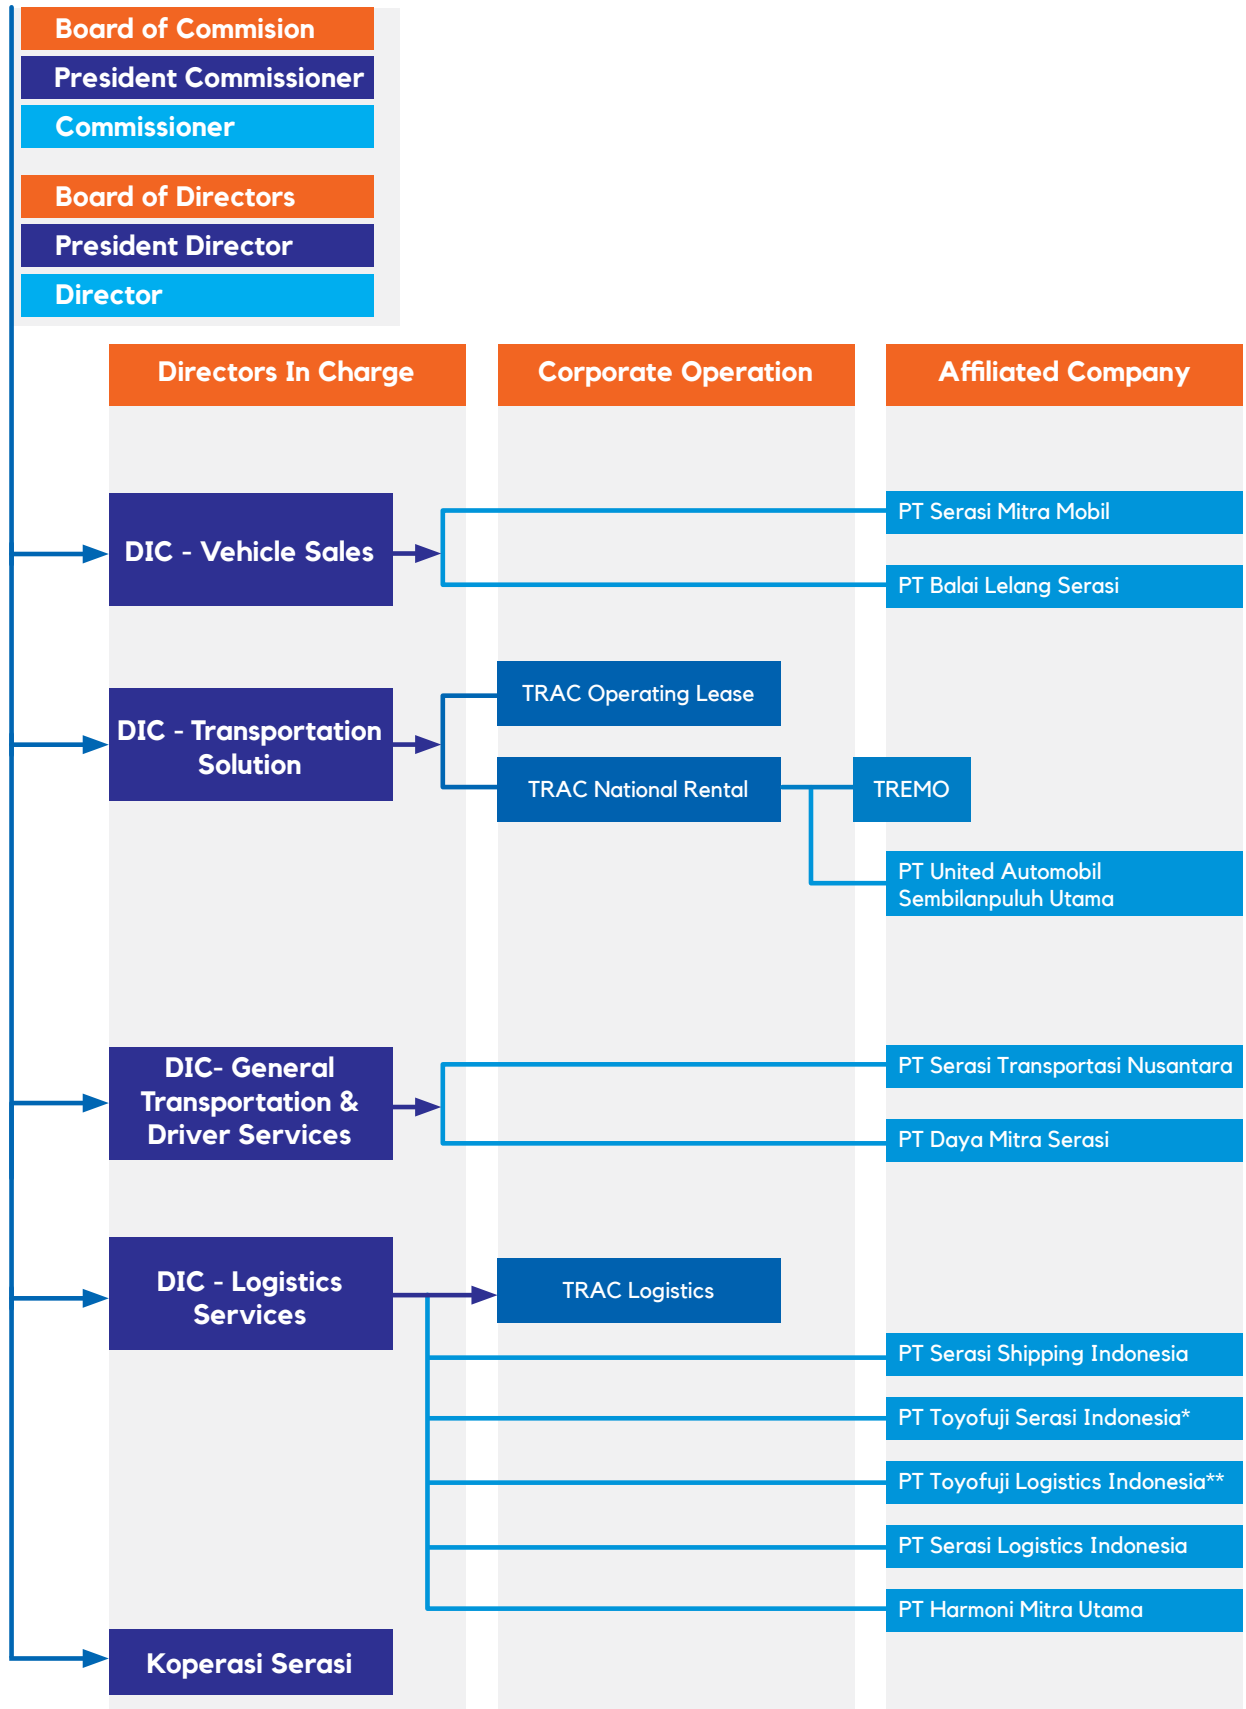 Board of Commision
President Commissioner
Commissioner
Board of Directors
President Director
Director
Directors In Charge
Corporate Operation
Affiliated Company
DIC - Vehicle Sales
PT Serasi Mitra Mobil
PT Balai Lelang Serasi
DIC - Transportation
Solution
TRAC Operating Lease
TRAC National Rental
TREMO
PT United Automobil
Sembilanpuluh Utama
DIC- General
Transportation &
Driver Services
PT Serasi Transportasi Nusantara
PT Daya Mitra Serasi
DIC - Logistics
Services
TRAC Logistics
PT Serasi Shipping Indonesia
PT Toyofuji Serasi Indonesia*
PT Toyofuji Logistics Indonesia**
PT Serasi Logistics Indonesia
PT Harmoni Mitra Utama
Koperasi Serasi